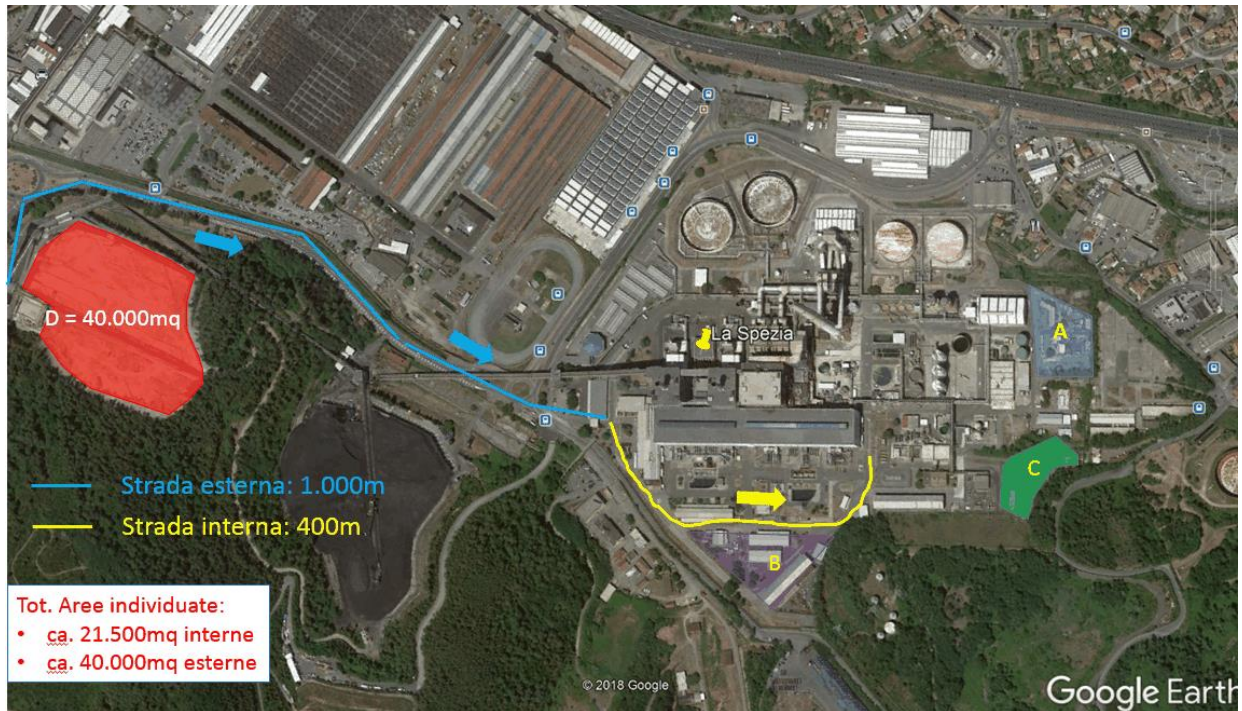 D = 40.000mq
La Spezia
A
C
Strada esterna: 1.000m
Strada interna: 400m
B
Tot. Aree individuate:
• ca. 21.500mq interne
• ca. 40.000mq esterne
© 2018 Google
Google Earth